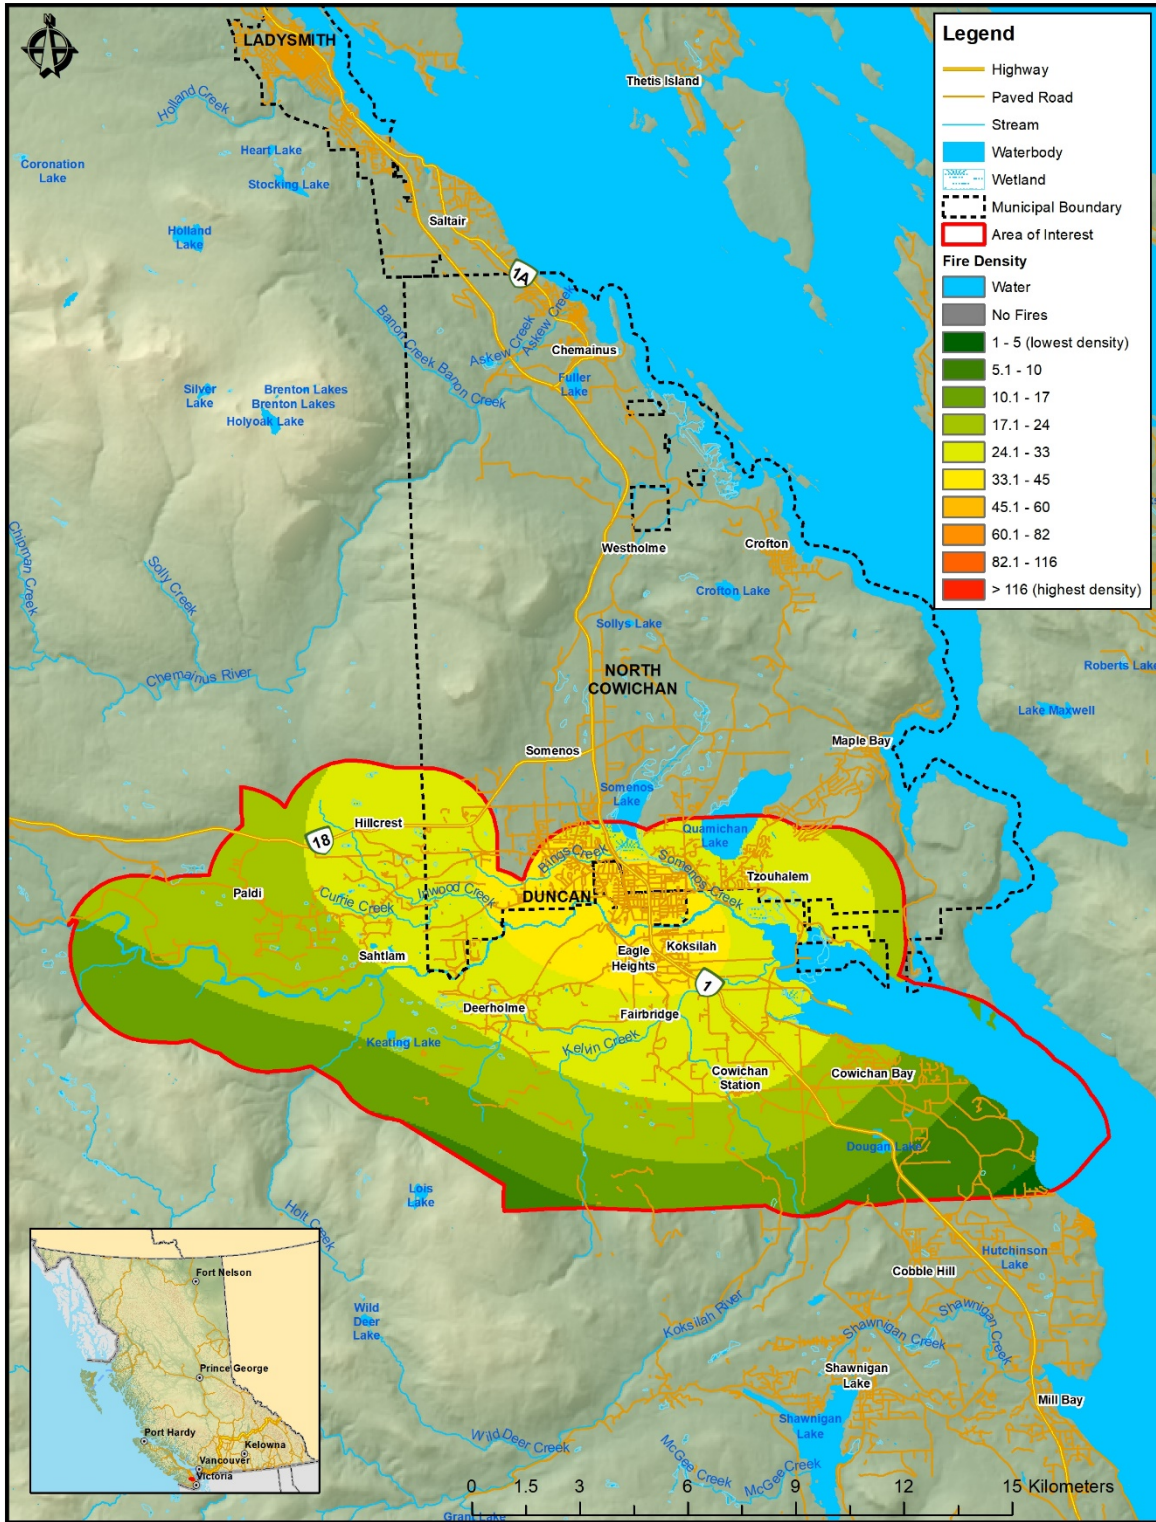 N
LADYSMITH
Thetis Island
Holland Creek
Heart Lake
Coronation
Lake
Stocking Lake
Saltair
Holland
Lake
1A
Banon Creek
Banon Creek
Askew Creek
Askew Creek
Chemainus
Fuller
Lake
Silver
Lake
Brenton Lakes
Brenton Lakes
Holyoak Lake
Chipman Creek
Solly Creek
Westholme
Crofton
Crofton Lake
Sollys Lake
Chemainus River
NORTH
COWICHAN
Roberts Lake
Lake Maxwell
Maple Bay
Somenos
Somenos
Lake
Hillcrest
18
Quamichan
Lake
Bings Creek
Somenos Creek
Tzouhalem
Paldi
Currie Creek
Inwood Creek
DUNCAN
Sahtlam
Eagle
Heights
Koksilah
1
Deerholme
Fairbridge
Keating Lake
Kelvin Creek
Cowichan
Station
Cowichan Bay
Dougan Lake
Lois
Lake
Holt Creek
Hutchinson
Lake
Cobble Hill
Wild
Deer
Lake
Koksilah River
Shawnigan Creek
Shawnigan Creek
Shawnigan
Lake
Mill Bay
Shawnigan
Lake
Wild Deer Creek
McGee Creek
McGee Creek
Grant Lake
0 1.5 3 6 9 12 15 Kilometers
Legend
Highway
Paved Road
Stream
Waterbody
Wetland
Municipal Boundary
Area of Interest
Fire Density
Water
No Fires
1 - 5 (lowest density)
5.1 - 10
10.1 - 17
17.1 - 24
24.1 - 33
33.1 - 45
45.1 - 60
60.1 - 82
82.1 - 116
> 116 (highest density)
Fort Nelson
Prince George
Port Hardy
Kelowna
Vancouver
Victoria